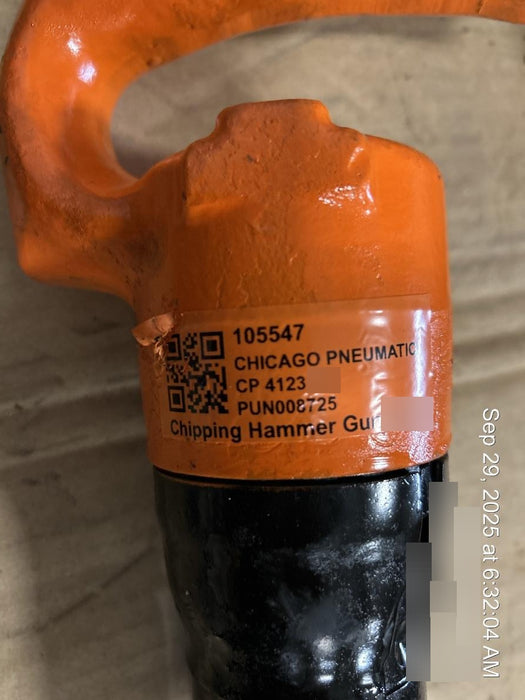 105547
CHICAGO PNEUMATIC
CP 4123
PUN008725
Chipping Hammer Gun
Sep 29, 2025 at 6:32:04 AM